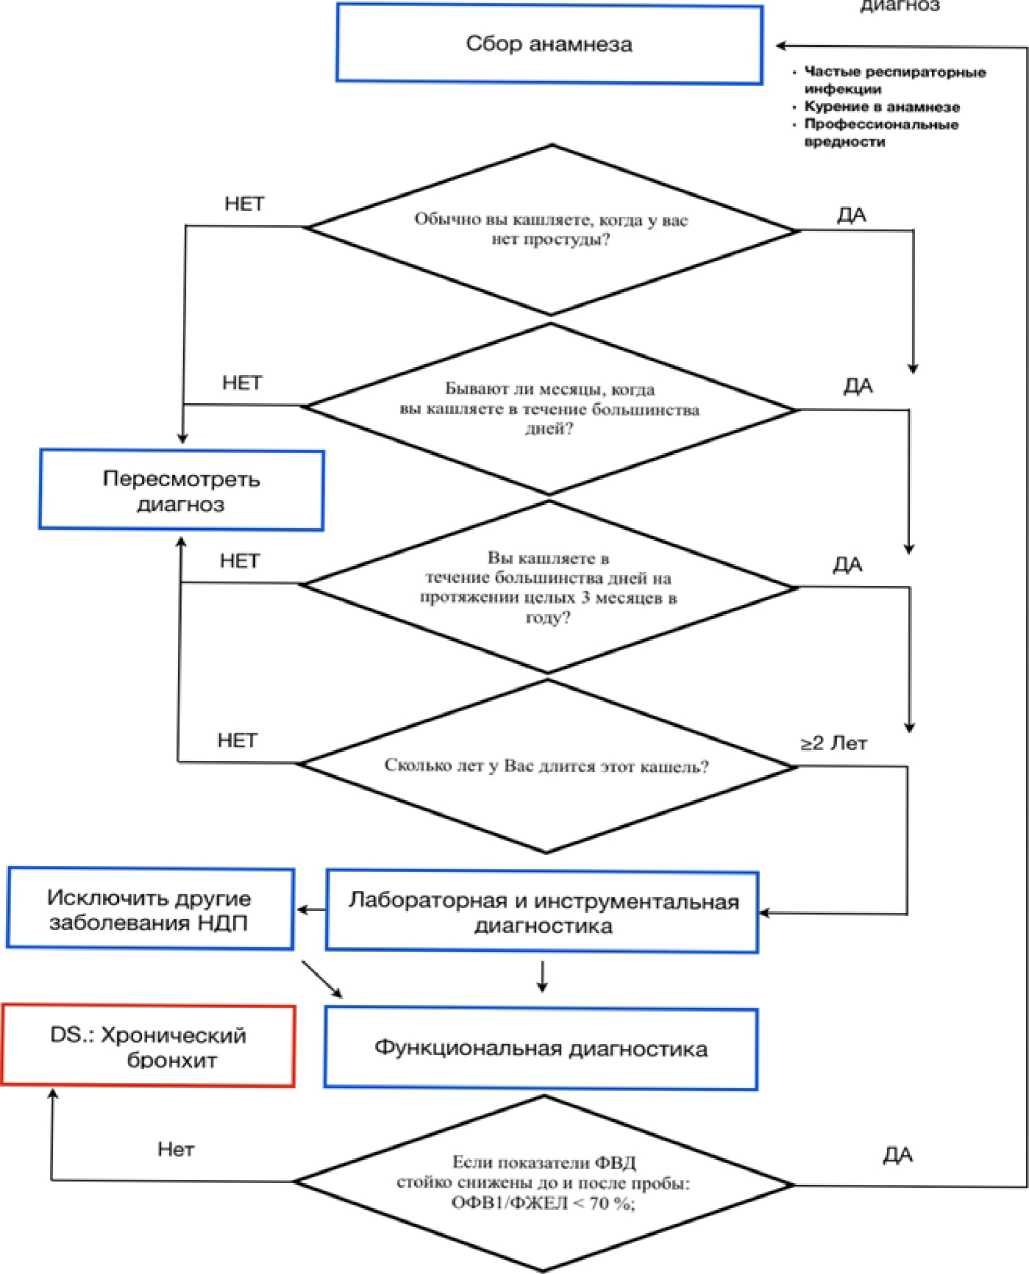 диагноз
Сбор анамнеза
· Частые респираторные
инфекции
· Курение в анамнезе
· Профессиональные
вредности
НЕТ
ДА
Обычно вы кашляете, когда у вас
нет простуды?
НЕТ
ДА
Бывают ли месяцы, когда
вы кашляете в течение большинства
дней?
Пересмотреть
диагноз
НЕТ
ДА
Вы кашляете в
течение большинства дней на
протяжении целых 3 месяцев в
году?
НЕТ
≥2 Лет
Сколько лет у Вас длится этот кашель?
Исключить другие
заболевания НДП
Лабораторная и инструментальная
диагностика
DS.: Хронический
бронхит
Функциональная диагностика
Нет
ДА
Если показатели ФВД
стойко снижены до и после пробы:
ОФВ1/ФЖЕЛ < 70 %;